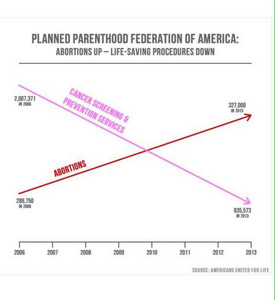 PLANNED PARENTHOOD FEDERATION OF AMERICA:
ABORTIONS UP – LIFE-SAVING PROCEDURES DOWN
2,007,371
IN 2006
CANCER SCREENING &
PREVENTION SERVICES
327,000
IN 2013
ABORTIONS
289,750
IN 2006
935,573
IN 2013
2006 2007 2008 2009 2010 2011 2012 2013
SOURCE: AMERICANS UNITED FOR LIFE